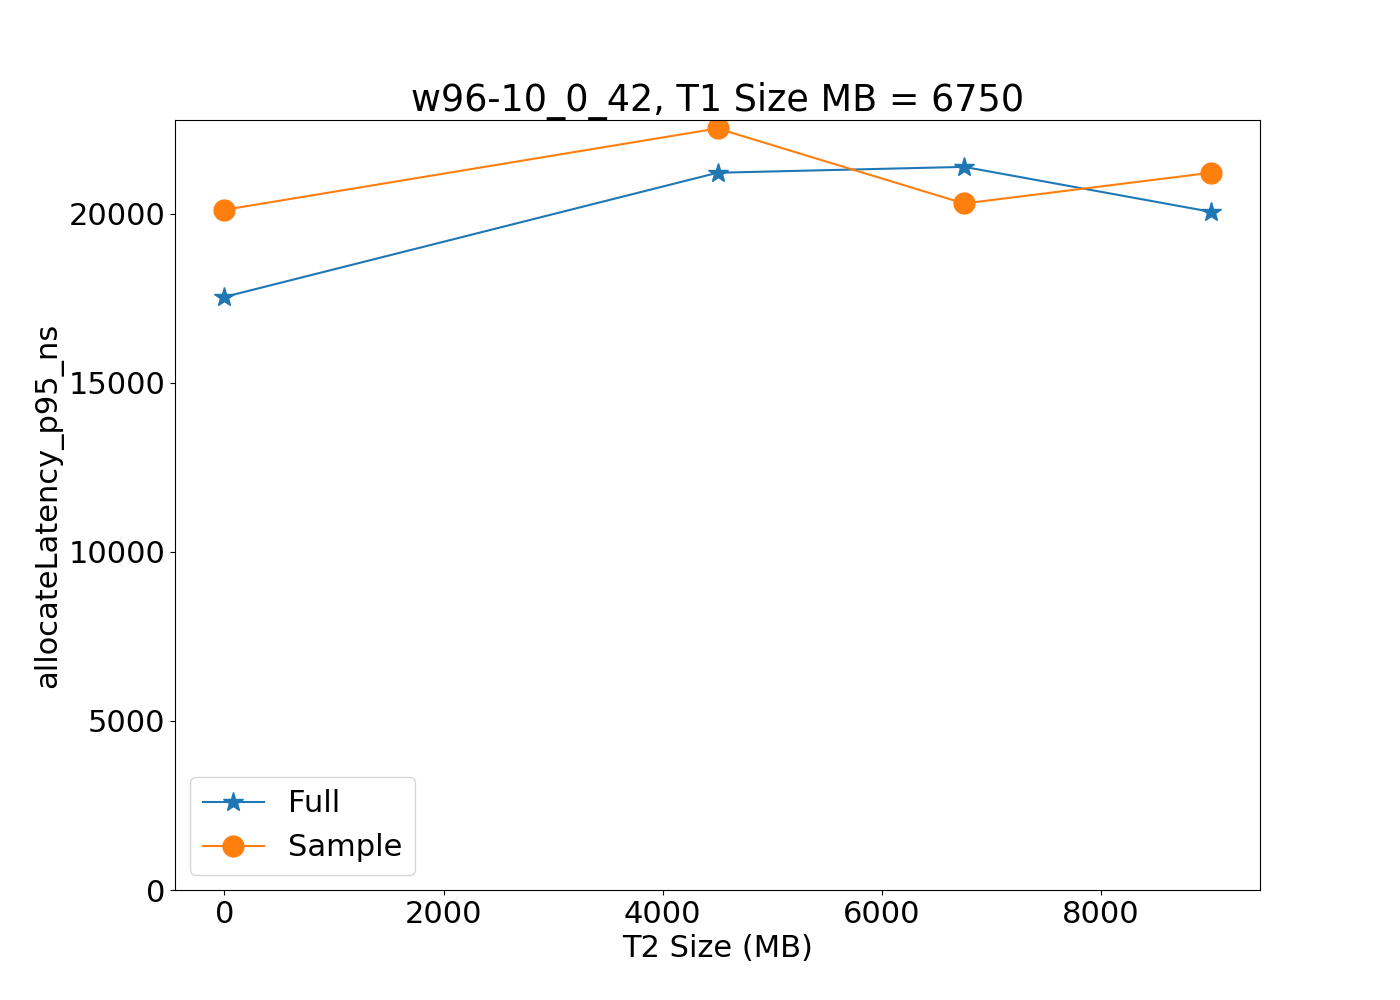 w96-10_0_42, T1 Size MB = 6750
allocateLatency_p95_ns
20000
15000
10000
5000
0
Full
Sample
0 2000 4000 6000 8000
T2 Size (MB)